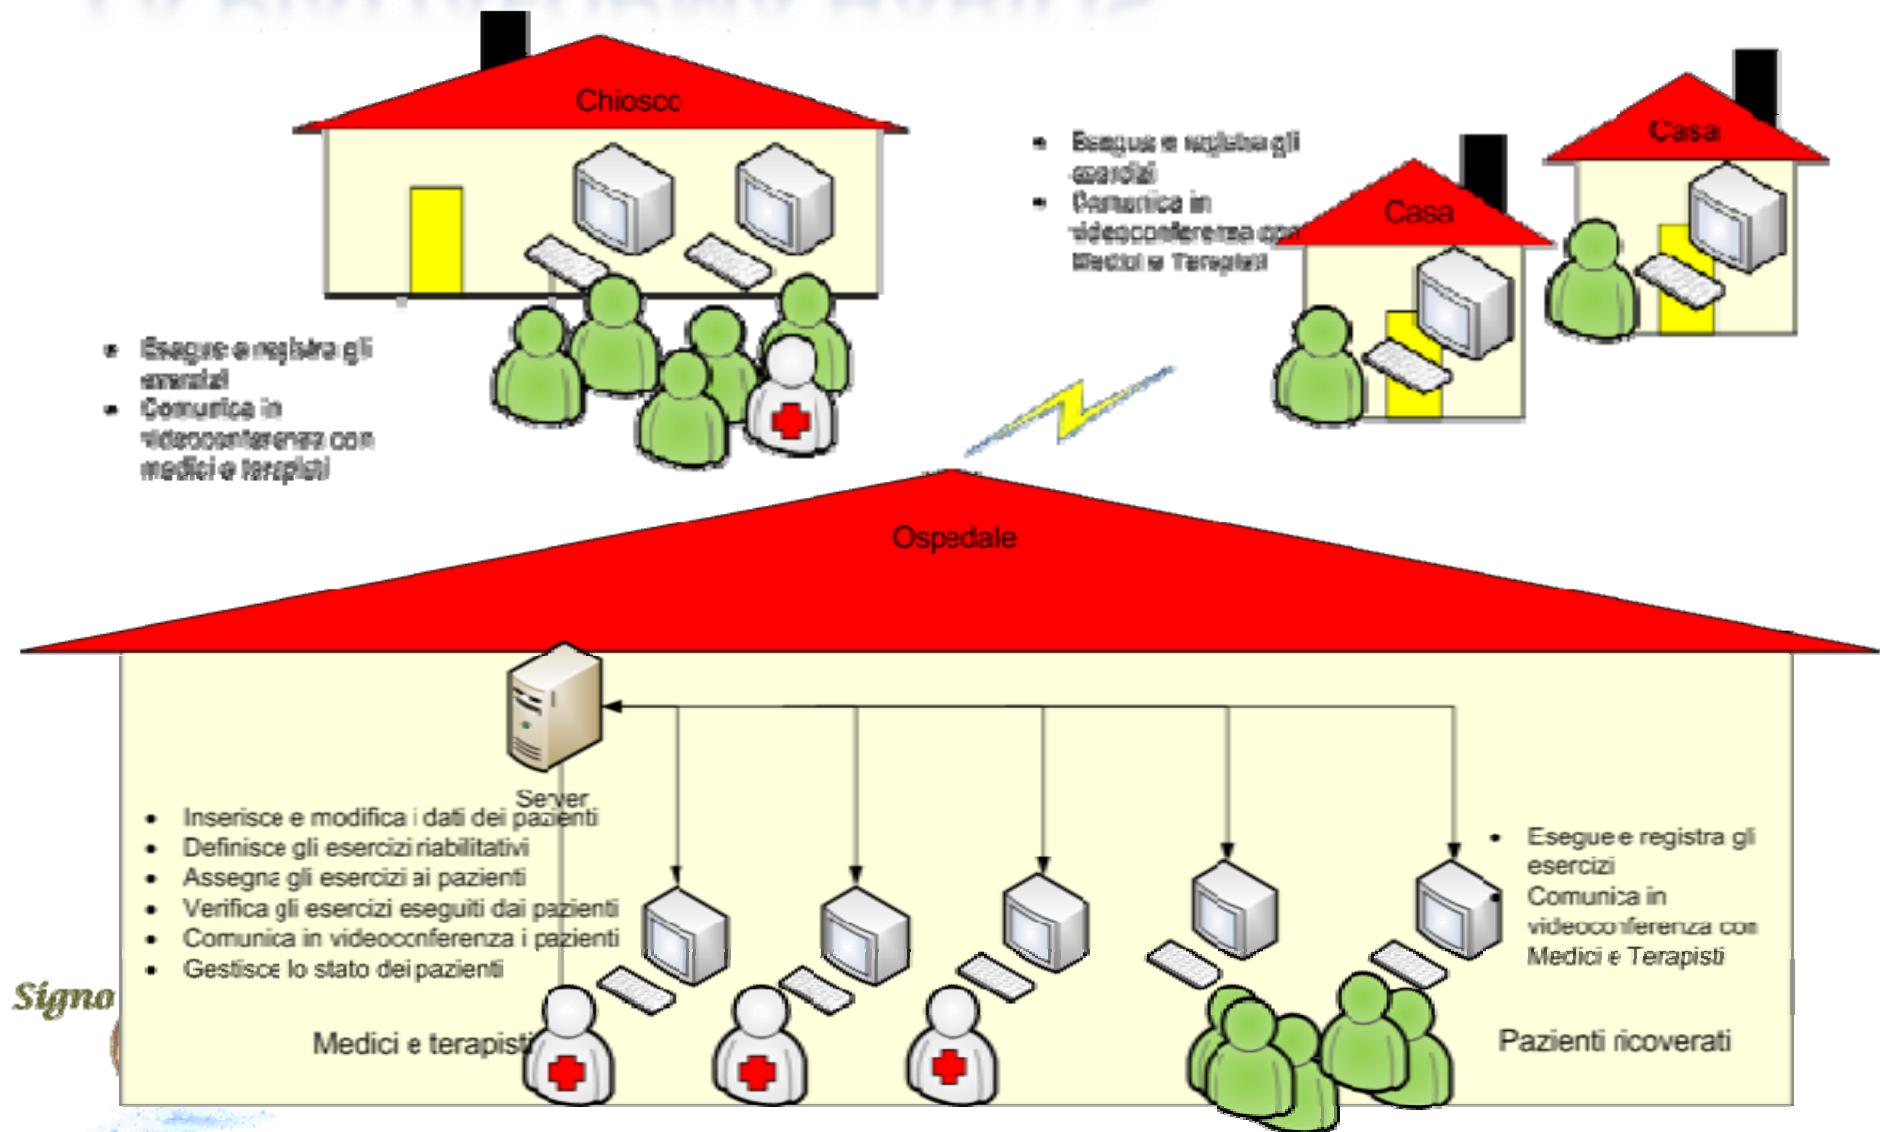 Chiosco
• Esegue e registra gli
esercizi
• Comunica in
videoconferenza con
medici e terapisti
• Esegue e registra gli
esercizi
• Comunica in
videoconferenza con
Medici e Terapisti
Casa
Casa
Ospedale
Server
• Inserisce e modifica i dati dei pazienti
• Definisce gli esercizi riabilitativi
• Assegna gli esercizi ai pazienti
• Verifica gli esercizi eseguiti dai pazienti
• Comunica in videoconferenza i pazienti
• Gestisce lo stato dei pazienti
Medici e terapisti
• Esegue e registra gli
esercizi
• Comunica in
videoconferenza con
Medici e Terapisti
Pazienti ricoverati
Signo